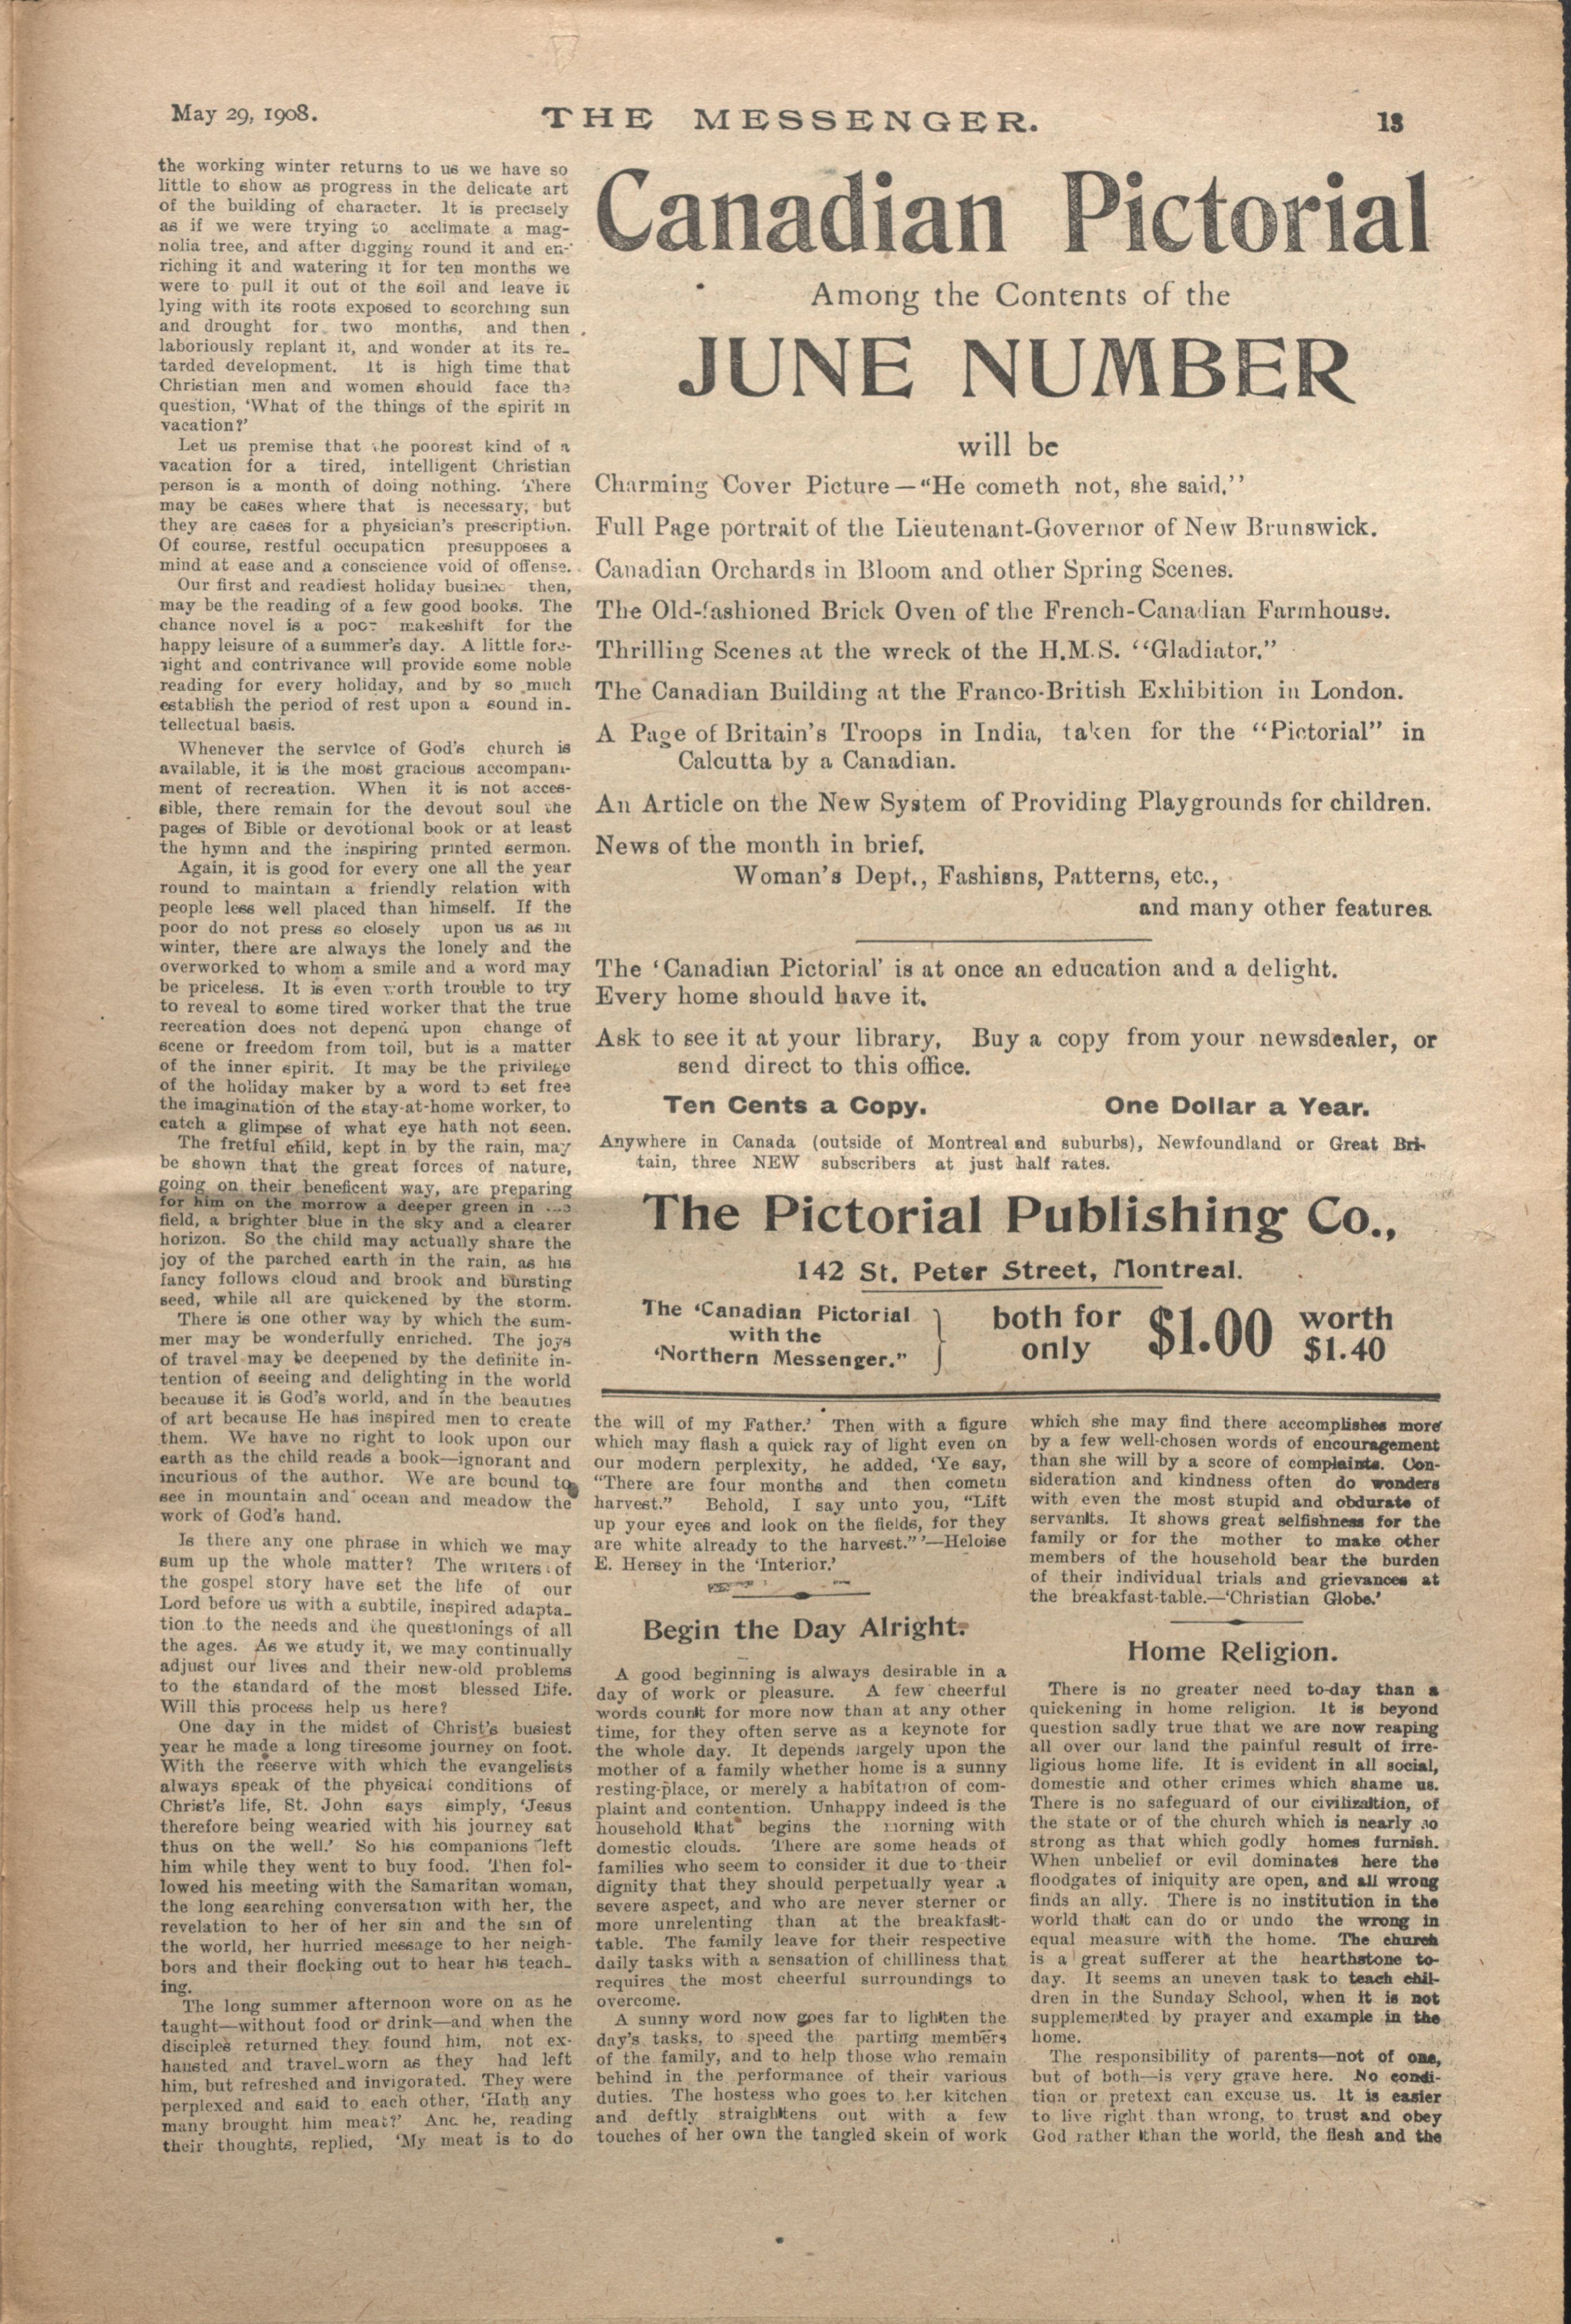 May 29, 1908.
THE MESSENGER.
13
the working winter returns to us we have so
little to show as progress in the delicate art
of the building of character. It is precisely
as if we were trying to acclimate a mag-
nolia tree, and after digging round it and en-
riching it and watering it for ten months we
were to pull it out of the soil and leave it
lying with its roots exposed to scorching sun
and drought for two months, and then
laboriously replant it, and wonder at its re-
tarded development. It is high time that
Christian men and women should face the
question, 'What of the things of the spirit in
vacation?'
Let us premise that the poorest kind of a
vacation for a tired, intelligent Christian
person is a month of doing nothing. There
may be cases where that is necessary, but
they are cases for a physician's prescription.
Of course, restful occupation presupposes a
mind at ease and a conscience void of offense.
Our first and readiest holiday business then,
may be the reading of a few good books. The
chance novel is a poor makeshift for the
happy leisure of a summer's day. A little fore-
sight and contrivance will provide some noble
reading for every holiday, and by so much
establish the period of rest upon a sound in-
tellectual basis.
Whenever the service of God's church is
available, it is the most gracious accompani-
ment of recreation. When it is not acces-
sible, there remain for the devout soul the
pages of Bible or devotional book or at least
the hymn and the inspiring printed sermon.
Again, it is good for every one all the year
round to maintain a friendly relation with
people less well placed than himself. If the
poor do not press so closely upon us as in
winter, there are always the lonely and the
overworked to whom a smile and a word may
be priceless. It is even worth trouble to try
to reveal to some tired worker that the true
recreation does not depend upon change of
scene or freedom from toil, but is a matter
of the inner spirit. It may be the privilege
of the holiday maker by a word to set free
the imagination of the stay-at-home worker, to
catch a glimpse of what eye hath not seen.
The fretful child, kept in by the rain, may
be shown that the great forces of nature,
going on their beneficent way, are preparing
for him on the morrow a deeper green in
field, a brighter blue in the sky and a clearer
horizon. So the child may actually share the
joy of the parched earth in the rain, as his
fancy follows cloud and brook and bursting
seed, while all are quickened by the storm.
There is one other way by which the sum-
mer may be wonderfully enriched. The joys
of travel may be deepened by the definite in-
tention of seeing and delighting in the world
because it is God's world, and in the beauties
of art because He has inspired men to create
them. We have no right to look upon our
earth as the child reads a book—ignorant and
incurious of the author. We are bound to
see in mountain and ocean and meadow the
work of God's hand.
Is there any one phrase in which we may
sum up the whole matter? The writers of
the gospel story have set the life of our
Lord before us with a subtile, inspired adapta-
tion to the needs and the questionings of all
the ages. As we study it, we may continually
adjust our lives and their new-old problems
to the standard of the most blessed Life.
Will this process help us here?
One day in the midst of Christ's busiest
year he made a long tiresome journey on foot.
With the reserve with which the evangelists
always speak of the physical conditions of
Christ's life, St. John says simply, 'Jesus
therefore being wearied with his journey sat
thus on the well.' So his companions left
him while they went to buy food. Then fol-
lowed his meeting with the Samaritan woman,
the long searching conversation with her, the
revelation to her of her sin and the sin of
the world, her hurried message to her neigh-
bors and their flocking out to hear his teach-
ing.
The long summer afternoon wore on as he
taught—without food or drink—and when the
disciples returned they found him, not ex-
hausted and travel-worn as they had left
him, but refreshed and invigorated. They were
perplexed and said to each other, 'Hath any
many brought him meat?' And he, reading
their thoughts, replied, 'My meat is to do
Canadian Pictorial
Among the Contents of the
JUNE NUMBER
will be
Charming Cover Picture—"He cometh not, she said."
Full Page portrait of the Lieutenant-Governor of New Brunswick.
Canadian Orchards in Bloom and other Spring Scenes.
The Old-fashioned Brick Oven of the French-Canadian Farmhouse.
Thrilling Scenes at the wreck of the H.M.S. "Gladiator."
The Canadian Building at the Franco-British Exhibition in London.
A Page of Britain's Troops in India, taken for the "Pictorial" in
Calcutta by a Canadian.
An Article on the New System of Providing Playgrounds for children.
News of the month in brief.
Woman's Dept., Fashisns, Patterns, etc.,
and many other features.
The 'Canadian Pictorial' is at once an education and a delight.
Every home should have it.
Ask to see it at your library, Buy a copy from your newsdealer, or
send direct to this office.
Ten Cents a Copy. One Dollar a Year.
Anywhere in Canada (outside of Montreal and suburbs), Newfoundland or Great Bri-
tain, three NEW subscribers at just half rates.
The Pictorial Publishing Co.,
142 St. Peter Street, Montreal.
The 'Canadian Pictorial
with the
'Northern Messenger."
both for
only
$1.00
worth
$1.40
the will of my Father.' Then with a figure
which may flash a quick ray of light even on
our modern perplexity, he added, 'Ye say,
"There are four months and then cometh
harvest." Behold, I say unto you, "Lift
up your eyes and look on the fields, for they
are white already to the harvest."'—Heloise
E. Hersey in the 'Interior.'
Begin the Day Alright.
A good beginning is always desirable in a
day of work or pleasure. A few cheerful
words count for more now than at any other
time, for they often serve as a keynote for
the whole day. It depends largely upon the
mother of a family whether home is a sunny
resting-place, or merely a habitation of com-
plaint and contention. Unhappy indeed is the
household that begins the morning with
domestic clouds. There are some heads of
families who seem to consider it due to their
dignity that they should perpetually wear a
severe aspect, and who are never sterner or
more unrelenting than at the breakfast-
table. The family leave for their respective
daily tasks with a sensation of chilliness that
requires the most cheerful surroundings to
overcome.
A sunny word now goes far to lighten the
day's tasks, to speed the parting members
of the family, and to help those who remain
behind in the performance of their various
duties. The hostess who goes to her kitchen
and deftly straightens out with a few
touches of her own the tangled skein of work
which she may find there accomplishes more
by a few well-chosen words of encouragement
than she will by a score of complaints. Con-
sideration and kindness often do wonders
with even the most stupid and obdurate of
servants. It shows great selfishness for the
family or for the mother to make other
members of the household bear the burden
of their individual trials and grievances at
the breakfast-table.—'Christian Globe.'
Home Religion.
There is no greater need to-day than a
quickening in home religion. It is beyond
question sadly true that we are now reaping
all over our land the painful result of irre-
ligious home life. It is evident in all social,
domestic and other crimes which shame us.
There is no safeguard of our civilization, of
the state or of the church which is nearly so
strong as that which godly homes furnish.
When unbelief or evil dominates here the
floodgates of iniquity are open, and all wrong
finds an ally. There is no institution in the
world that can do or undo the wrong in
equal measure with the home. The church
is a great sufferer at the hearthstone to-
day. It seems an uneven task to teach chil-
dren in the Sunday School, when it is not
supplemented by prayer and example in the
home.
The responsibility of parents—not of one,
but of both—is very grave here. No condi-
tion or pretext can excuse us. It is easier
to live right than wrong, to trust and obey
God rather than the world, the flesh and the